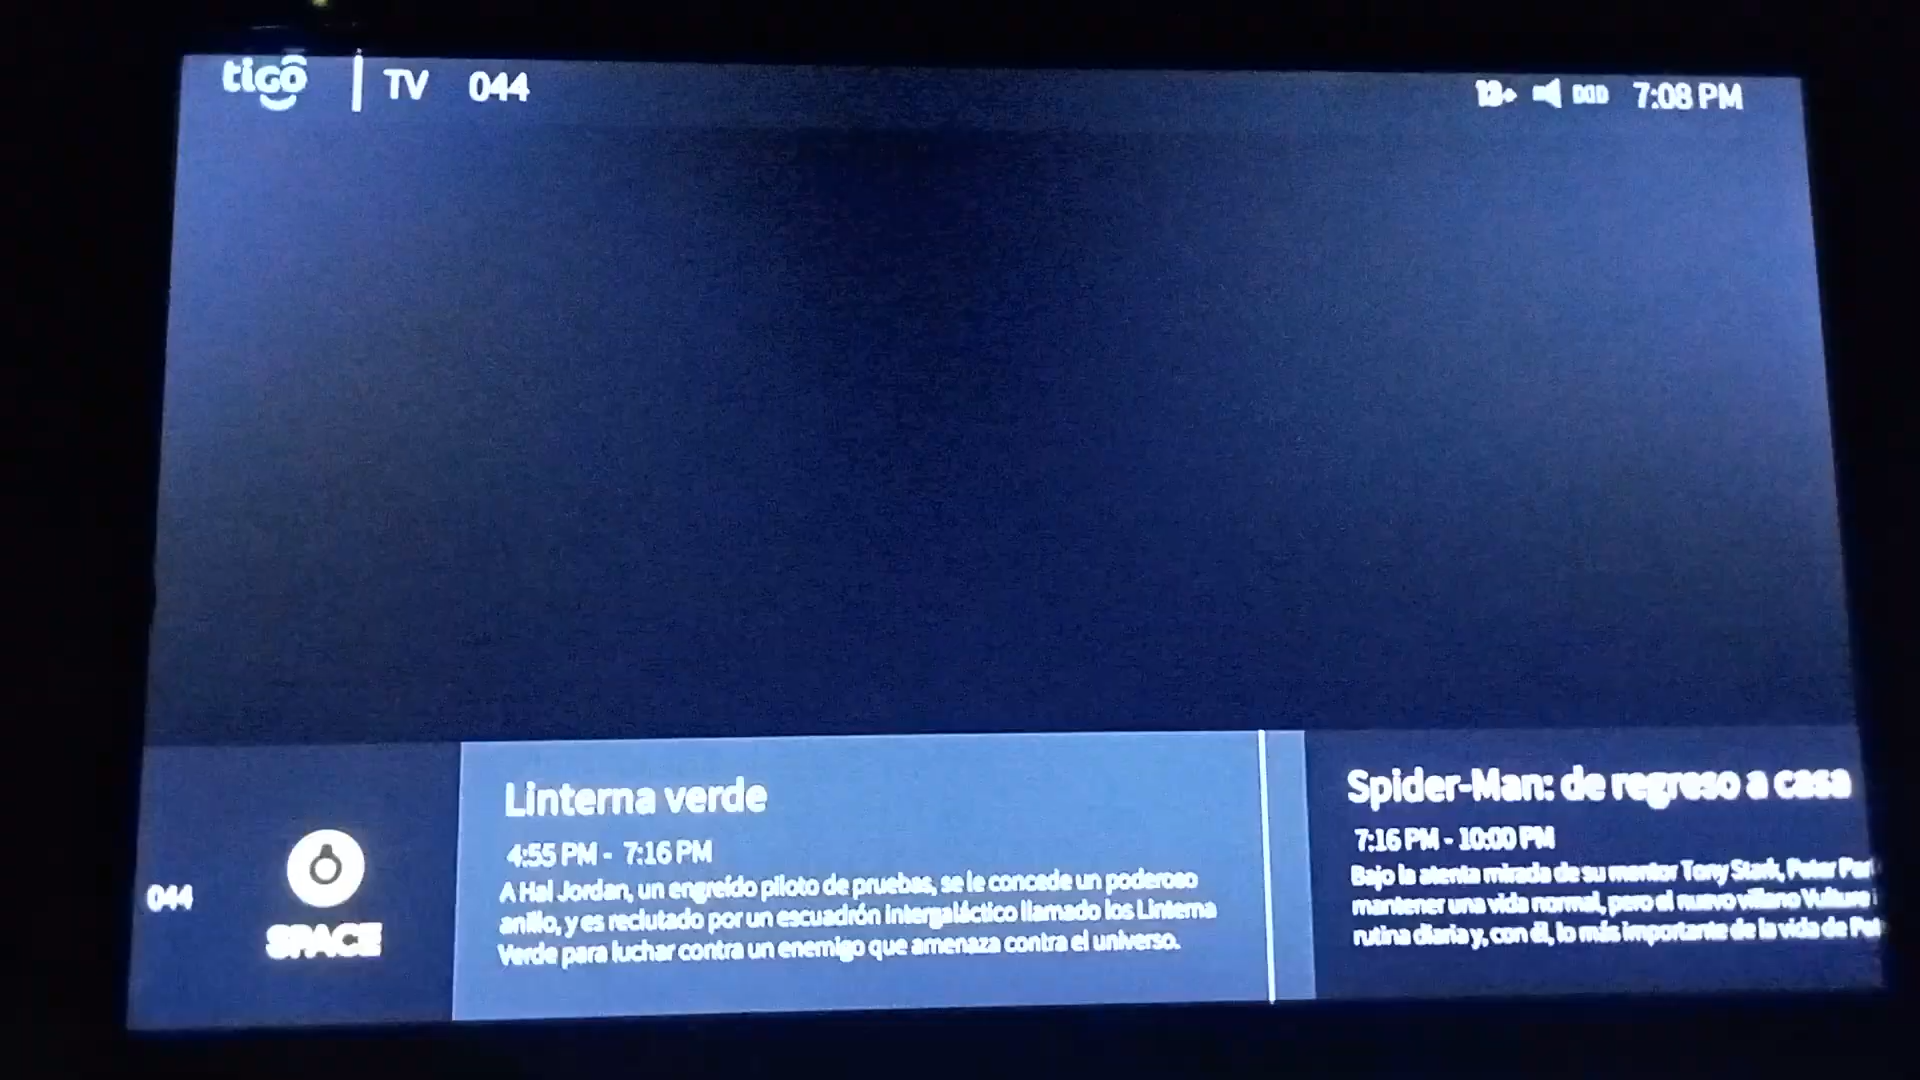 tigo TV 044
7:08 PM
Linterna verde
4:55 PM - 7:16 PM
A Hal Jordan, un engreído piloto de pruebas, se le concede un poderoso
anillo, y es reclutado por un escuadrón intergaláctico llamado los Linterna
Verde para luchar contra un enemigo que amenaza contra el universo.
044
SPACE
Spider-Man: de regreso a casa
7:16 PM - 10:00 PM
Bajo la atenta mirada de su mentor Tony Stark, Peter Par
mantener una vida normal, pero el nuevo villano Vulture i
rutina diaria y, con él, lo más importante de la vida de Pet